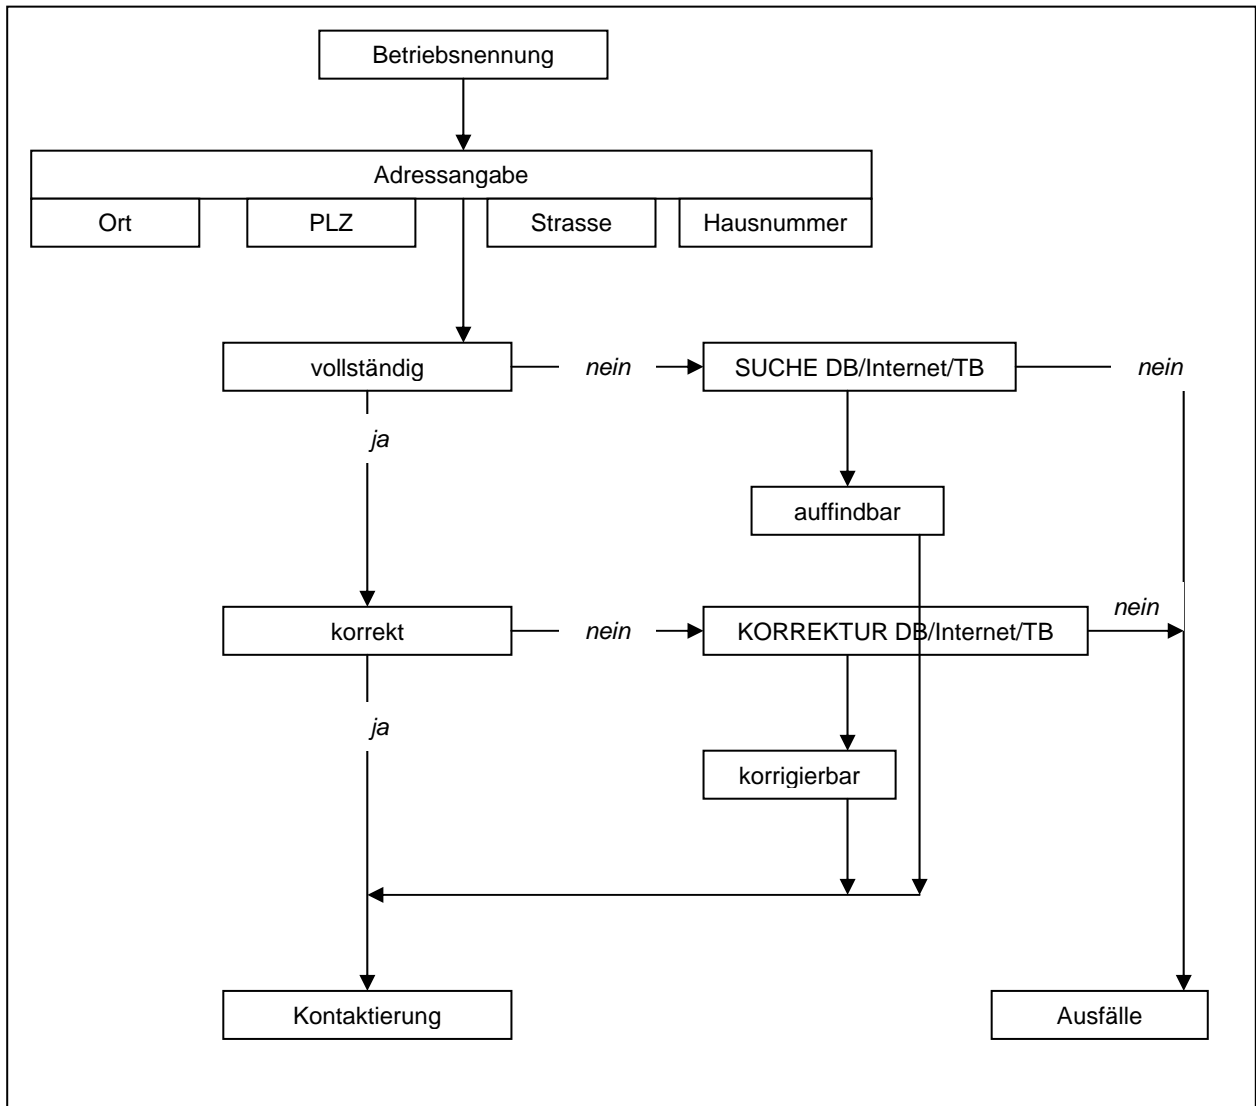 Betriebsnennung
Adressangabe
Ort PLZ Strasse Hausnummer
vollständig nein SUCHE DB/Internet/TB nein
ja
auffindbar
korrekt nein KORREKTUR DB/Internet/TB nein
ja
korrigierbar
Kontaktierung Ausfälle